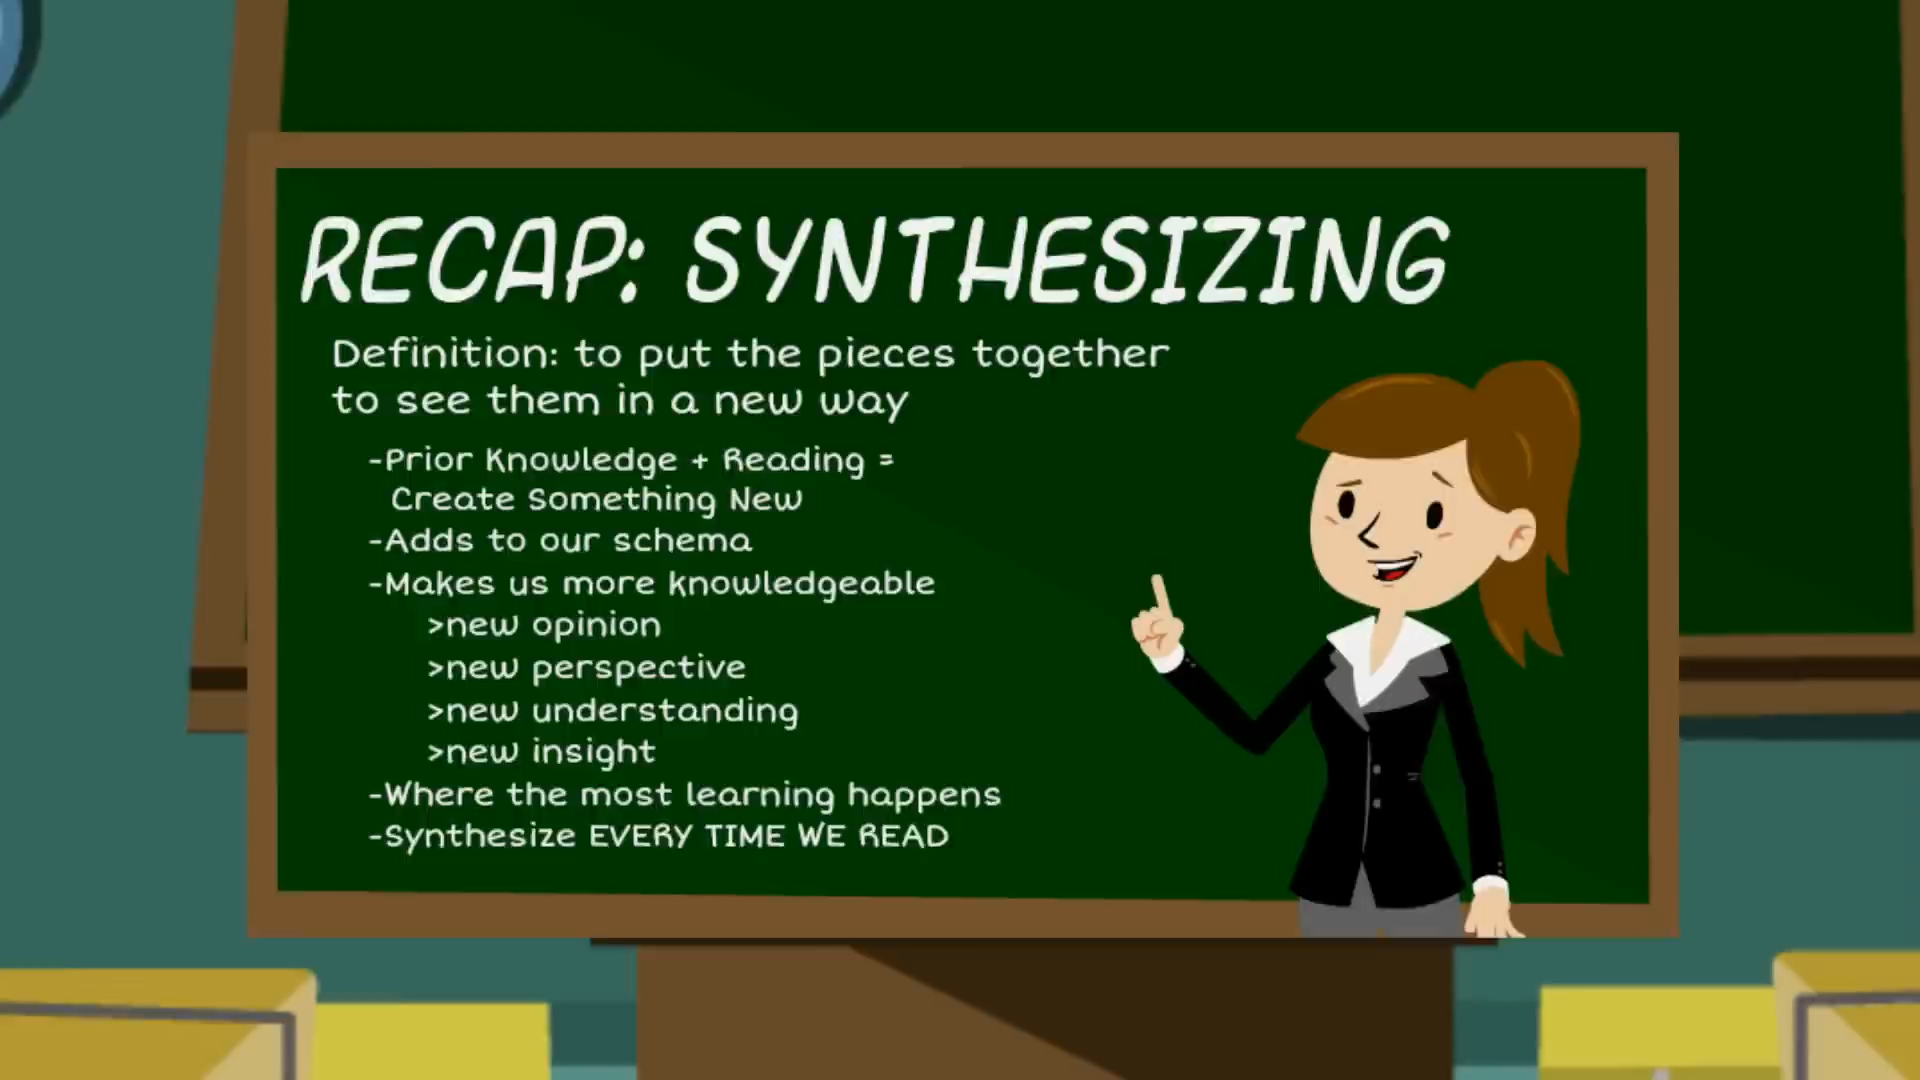 RECAP: SYNTHESIZING
Definition: to put the pieces together
to see them in a new way
-Prior Knowledge + Reading =
Create Something New
-Adds to our schema
-Makes us more knowledgeable
>new opinion
>new perspective
>new understanding
>new insight
-Where the most learning happens
-Synthesize EVERY TIME WE READ